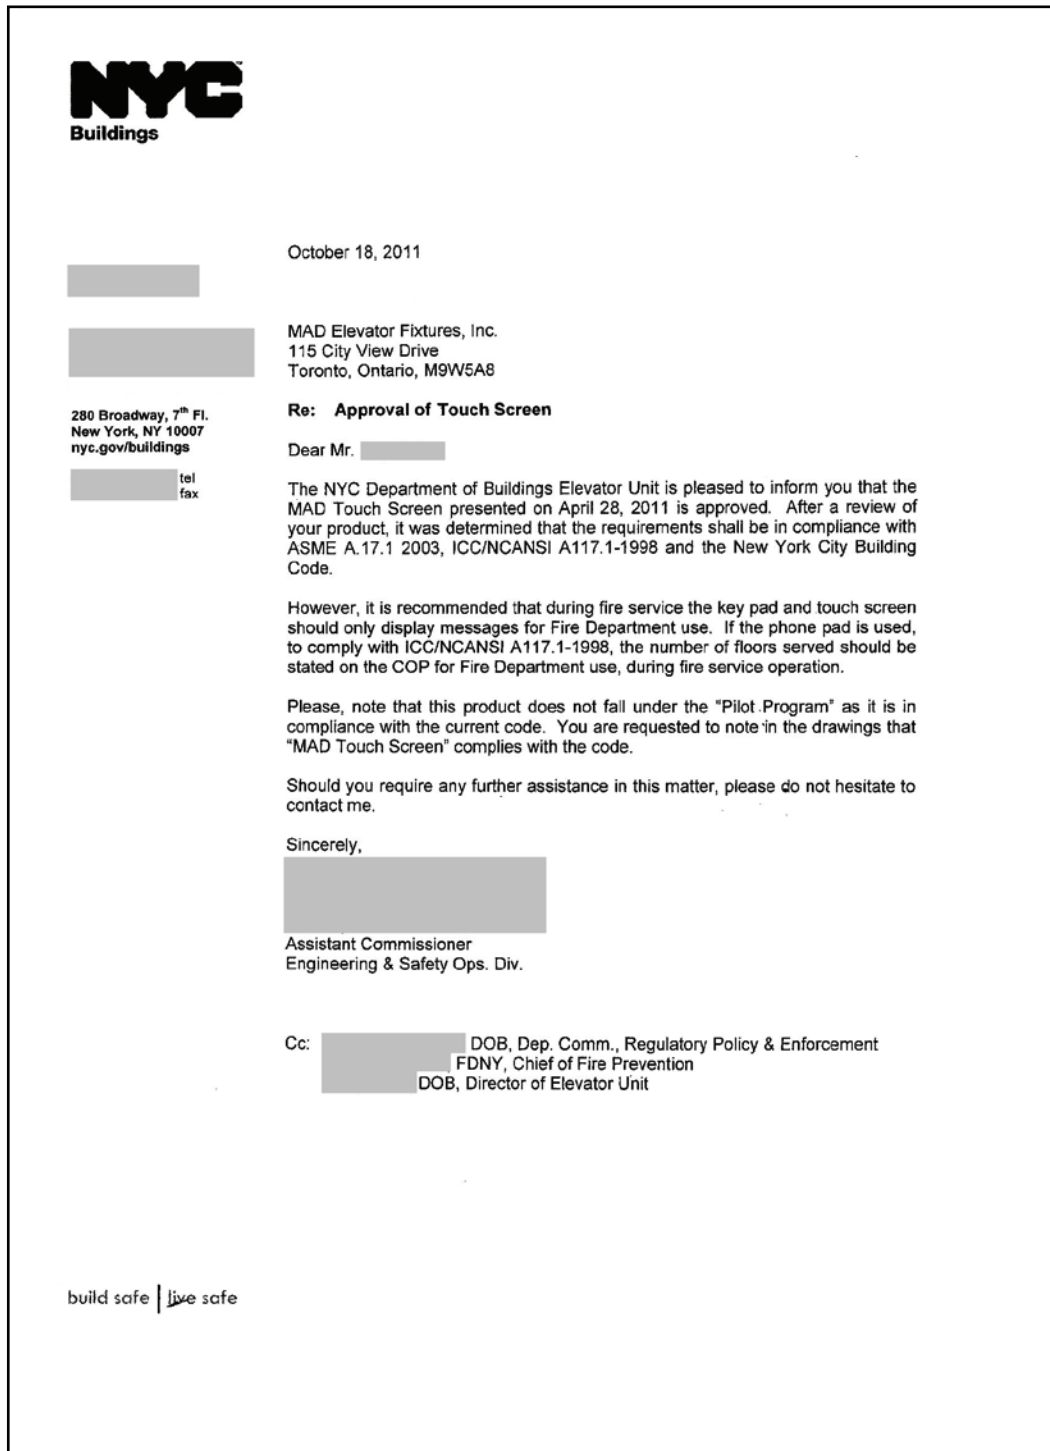 NYC
Buildings
October 18, 2011
MAD Elevator Fixtures, Inc.
115 City View Drive
Toronto, Ontario, M9W5A8
280 Broadway, 7th Fl.
New York, NY 10007
nyc.gov/buildings
tel
fax
Re: Approval of Touch Screen
Dear Mr.
The NYC Department of Buildings Elevator Unit is pleased to inform you that the
MAD Touch Screen presented on April 28, 2011 is approved. After a review of
your product, it was determined that the requirements shall be in compliance with
ASME A.17.1 2003, ICC/NCANSI A117.1-1998 and the New York City Building
Code.
However, it is recommended that during fire service the key pad and touch screen
should only display messages for Fire Department use. If the phone pad is used,
to comply with ICC/NCANSI A117.1-1998, the number of floors served should be
stated on the COP for Fire Department use, during fire service operation.
Please, note that this product does not fall under the "Pilot Program" as it is in
compliance with the current code. You are requested to note in the drawings that
"MAD Touch Screen" complies with the code.
Should you require any further assistance in this matter, please do not hesitate to
contact me.
Sincerely,
Assistant Commissioner
Engineering & Safety Ops. Div.
Cc: DOB, Dep. Comm., Regulatory Policy & Enforcement
FDNY, Chief of Fire Prevention
DOB, Director of Elevator Unit
build safe | live safe